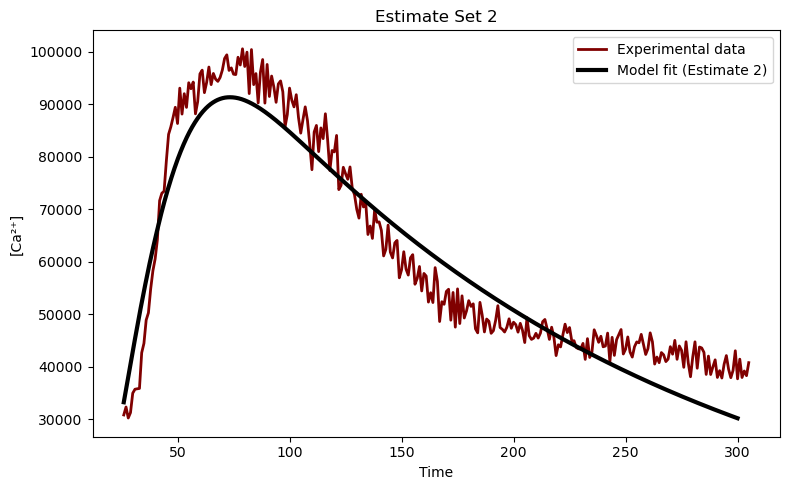 Estimate Set 2
Experimental data
Model fit (Estimate 2)
[Ca²⁺]
100000
90000
80000
70000
60000
50000
40000
30000
50
100
150
200
250
300
Time